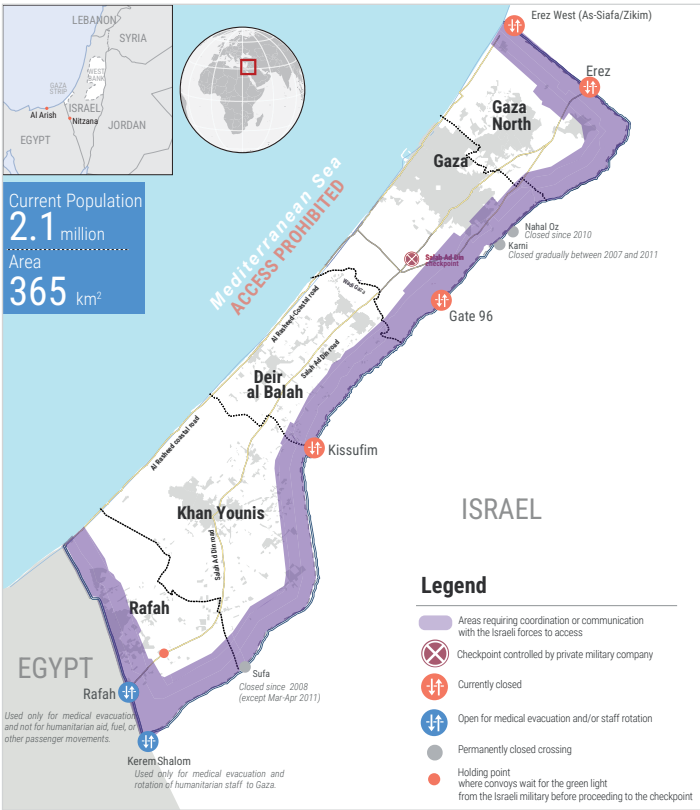 LEBANON
SYRIA
WEST
BANK
GAZA
STRIP
Al Arish
ISRAEL
Nitzana
EGYPT
JORDAN
Current Population
2.1 million
Area
365 km²
Mediterranean Sea
ACCESS PROHIBITED
Erez West (As-Siafa/Zikim)
Erez
Gaza
North
Gaza
Nahal Oz
Closed since 2010
Karni
Closed gradually between 2007 and 2011
Salah Ad Din
checkpoint
Wadi Gaza
Gate 96
Al Rasheed-Coastal road
Salah Ad Din road
Deir
al Balah
Kissufim
Al Rasheed coastal road
Khan Younis
Salah Ad Din road
ISRAEL
Rafah
EGYPT
Rafah
Used only for medical evacuation
and not for humanitarian aid, fuel, or
other passenger movements.
Sufa
Closed since 2008
(except Mar-Apr 2011)
Kerem Shalom
Used only for medical evacuation and
rotation of humanitarian staff to Gaza.
Legend
Areas requiring coordination or communication
with the Israeli forces to access
Checkpoint controlled by private military company
Currently closed
Open for medical evacuation and/or staff rotation
Permanently closed crossing
Holding point
where convoys wait for the green light
from the Israeli military before proceeding to the checkpoint